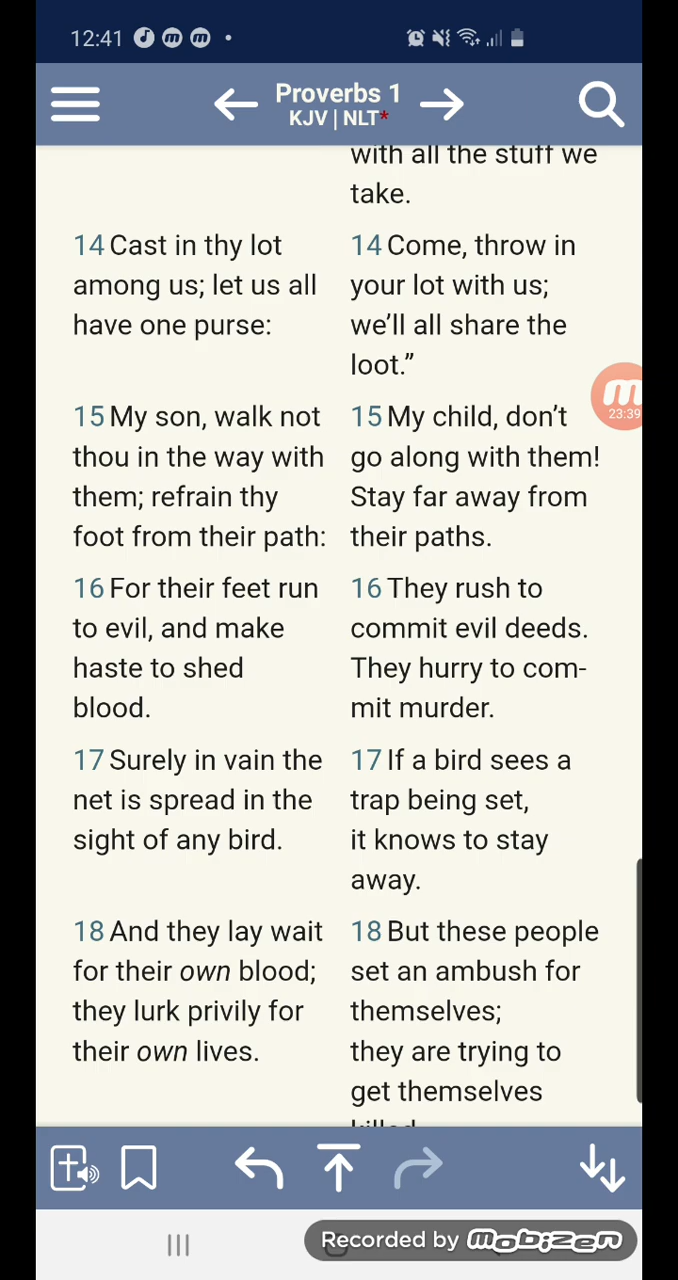 12:41
Proverbs 1
KJV | NLT*
with all the stuff we
take.
14 Cast in thy lot
among us; let us all
have one purse:
14 Come, throw in
your lot with us;
we’ll all share the
loot.”
m
23:39
15 My son, walk not
thou in the way with
them; refrain thy
foot from their path:
15 My child, don’t
go along with them!
Stay far away from
their paths.
16 For their feet run
to evil, and make
haste to shed
blood.
16 They rush to
commit evil deeds.
They hurry to com-
mit murder.
17 Surely in vain the
net is spread in the
sight of any bird.
17 If a bird sees a
trap being set,
it knows to stay
away.
18 And they lay wait
for their own blood;
they lurk privily for
their own lives.
18 But these people
set an ambush for
themselves;
they are trying to
get themselves
killed.
Recorded by mobizen